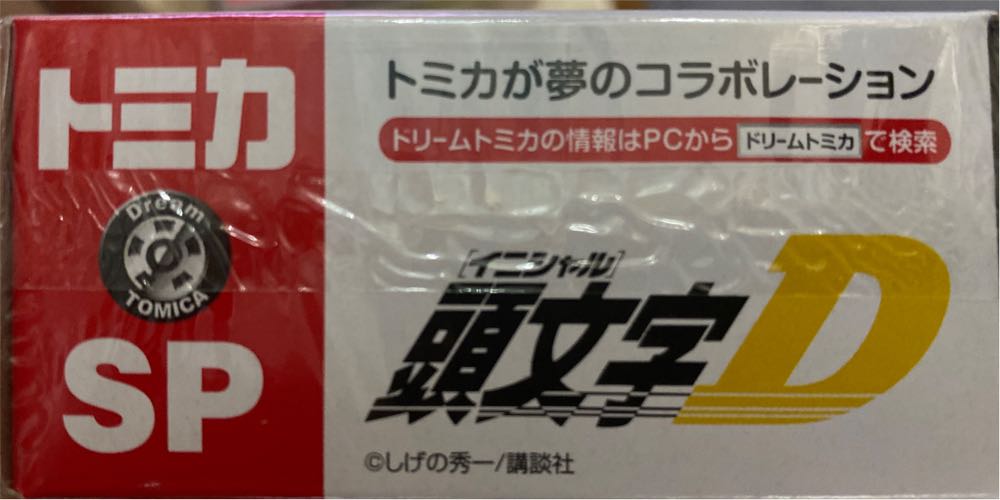 トミカ
Dream
TOMICA
SP
トミカが夢のコラボレーション
ドリームトミカの情報はPCから ドリームトミカ で検索
[イニシャル]
頭文字D
©しげの秀一/講談社